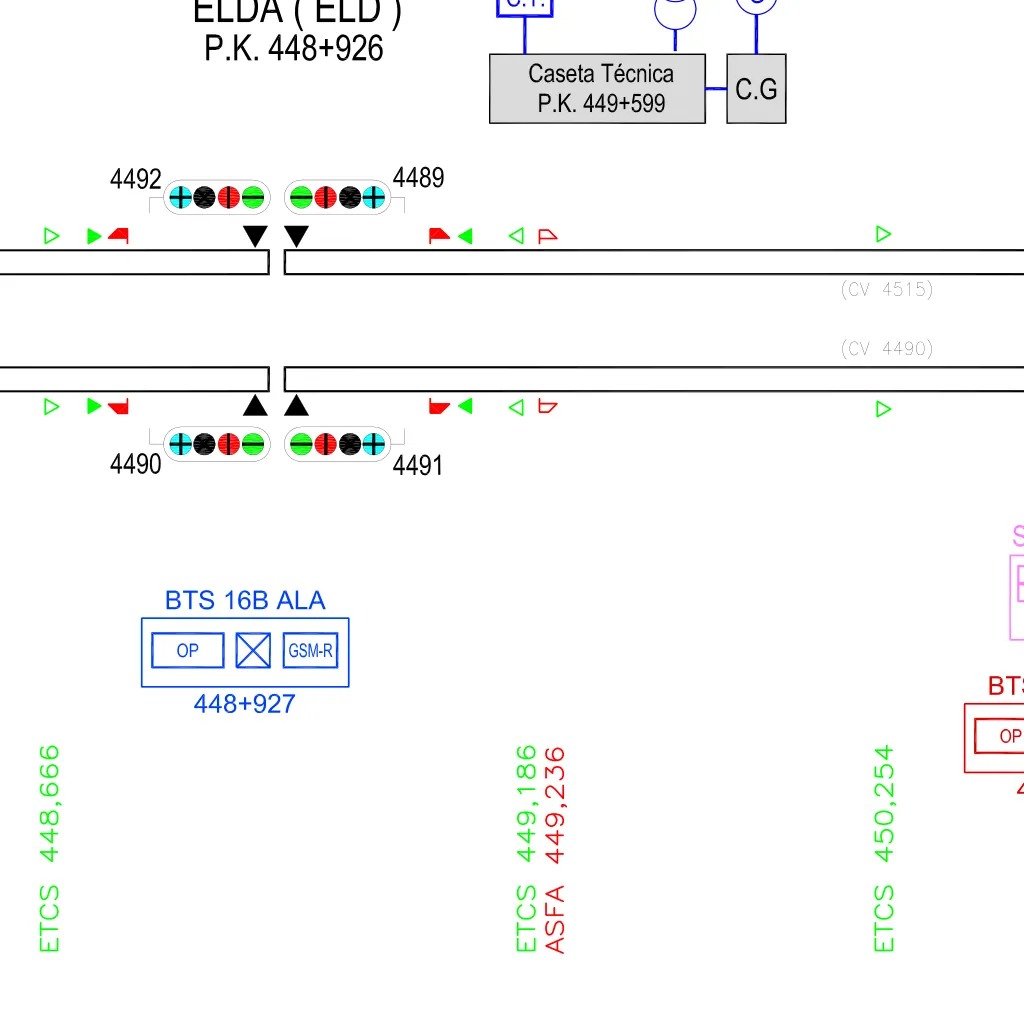 ELDA ( ELD )
P.K. 448+926
C.T.
Caseta Técnica
P.K. 449+599
C.G
4492
4489
(CV 4515)
(CV 4490)
4490
4491
BTS 16B ALA
OP
GSM-R
448+927
S
BTS
OP
ETCS 448,666
ETCS 449,186
ASFA 449,236
ETCS 450,254